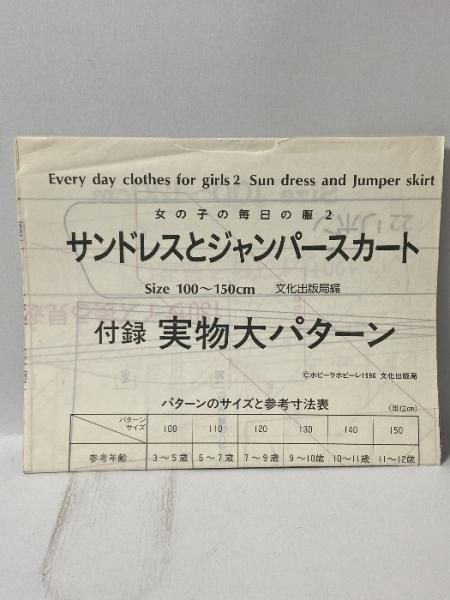 Every day clothes for girls 2 Sun dress and Jumper skirt
女の子の毎日の服 2
サンドレスとジャンパースカート
Size 100～150cm 文化出版局編
付録 実物大パターン
©ホビーラホビーレ1996 文化出版局
パターンのサイズと参考寸法表 (単位cm)
パターンサイズ 100 110 120 130 140 150
参考年齢 3～5歳 5～7歳 7～9歳 9～10歳 10～11歳 11～12歳